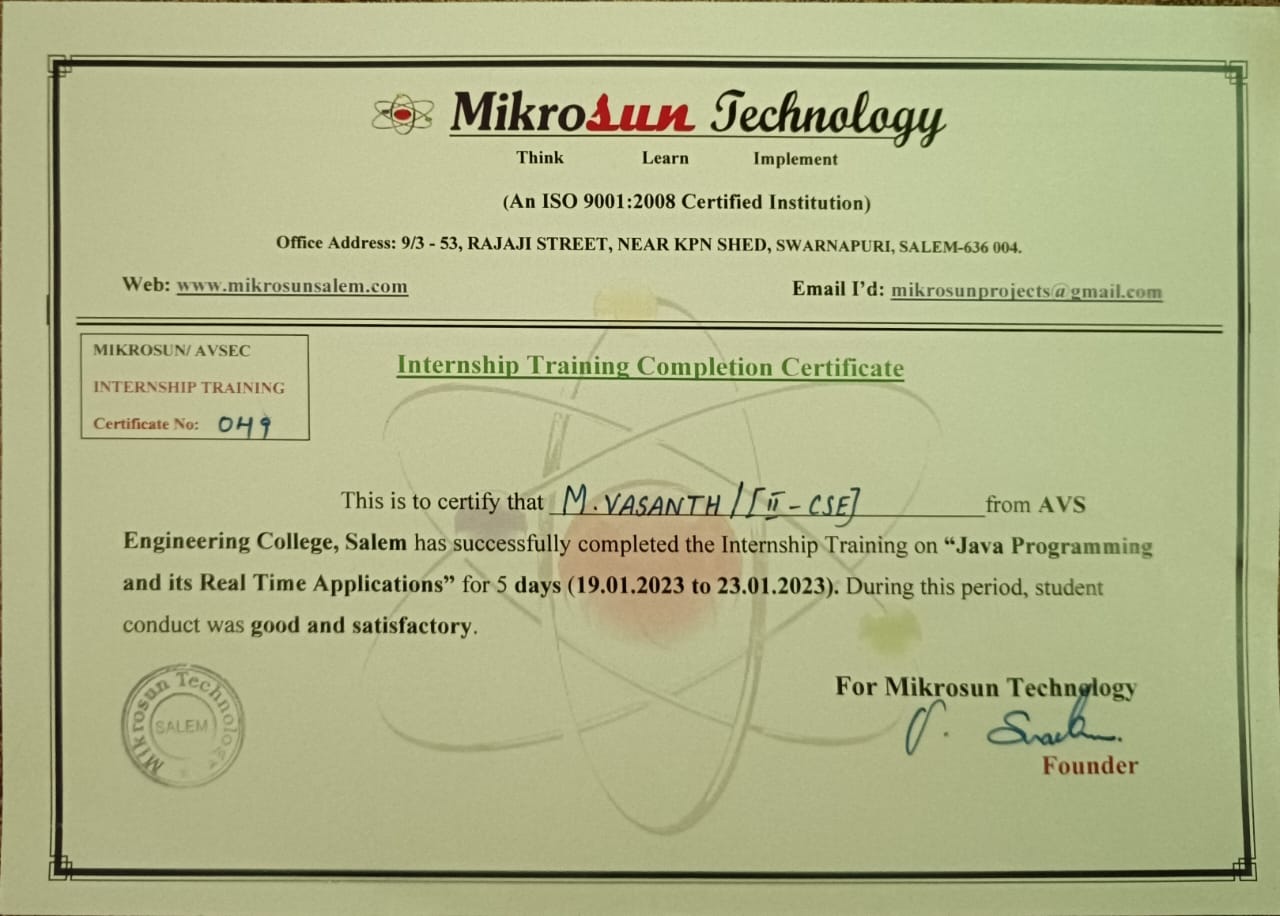 Mikrosun Technology
Think Learn Implement
(An ISO 9001:2008 Certified Institution)
Office Address: 9/3 - 53, RAJAJI STREET, NEAR KPN SHED, SWARNAPURI, SALEM-636 004.
Web: www.mikrosunsalem.com Email I'd: mikrosunprojects@gmail.com
MIKROSUN/ AVSEC
INTERNSHIP TRAINING
Certificate No: 049
Internship Training Completion Certificate
This is to certify that M. VASANTH / [II - CSE] from AVS
Engineering College, Salem has successfully completed the Internship Training on “Java Programming
and its Real Time Applications” for 5 days (19.01.2023 to 23.01.2023). During this period, student
conduct was good and satisfactory.
Mikrosun Technology
SALEM
For Mikrosun Technology
Founder